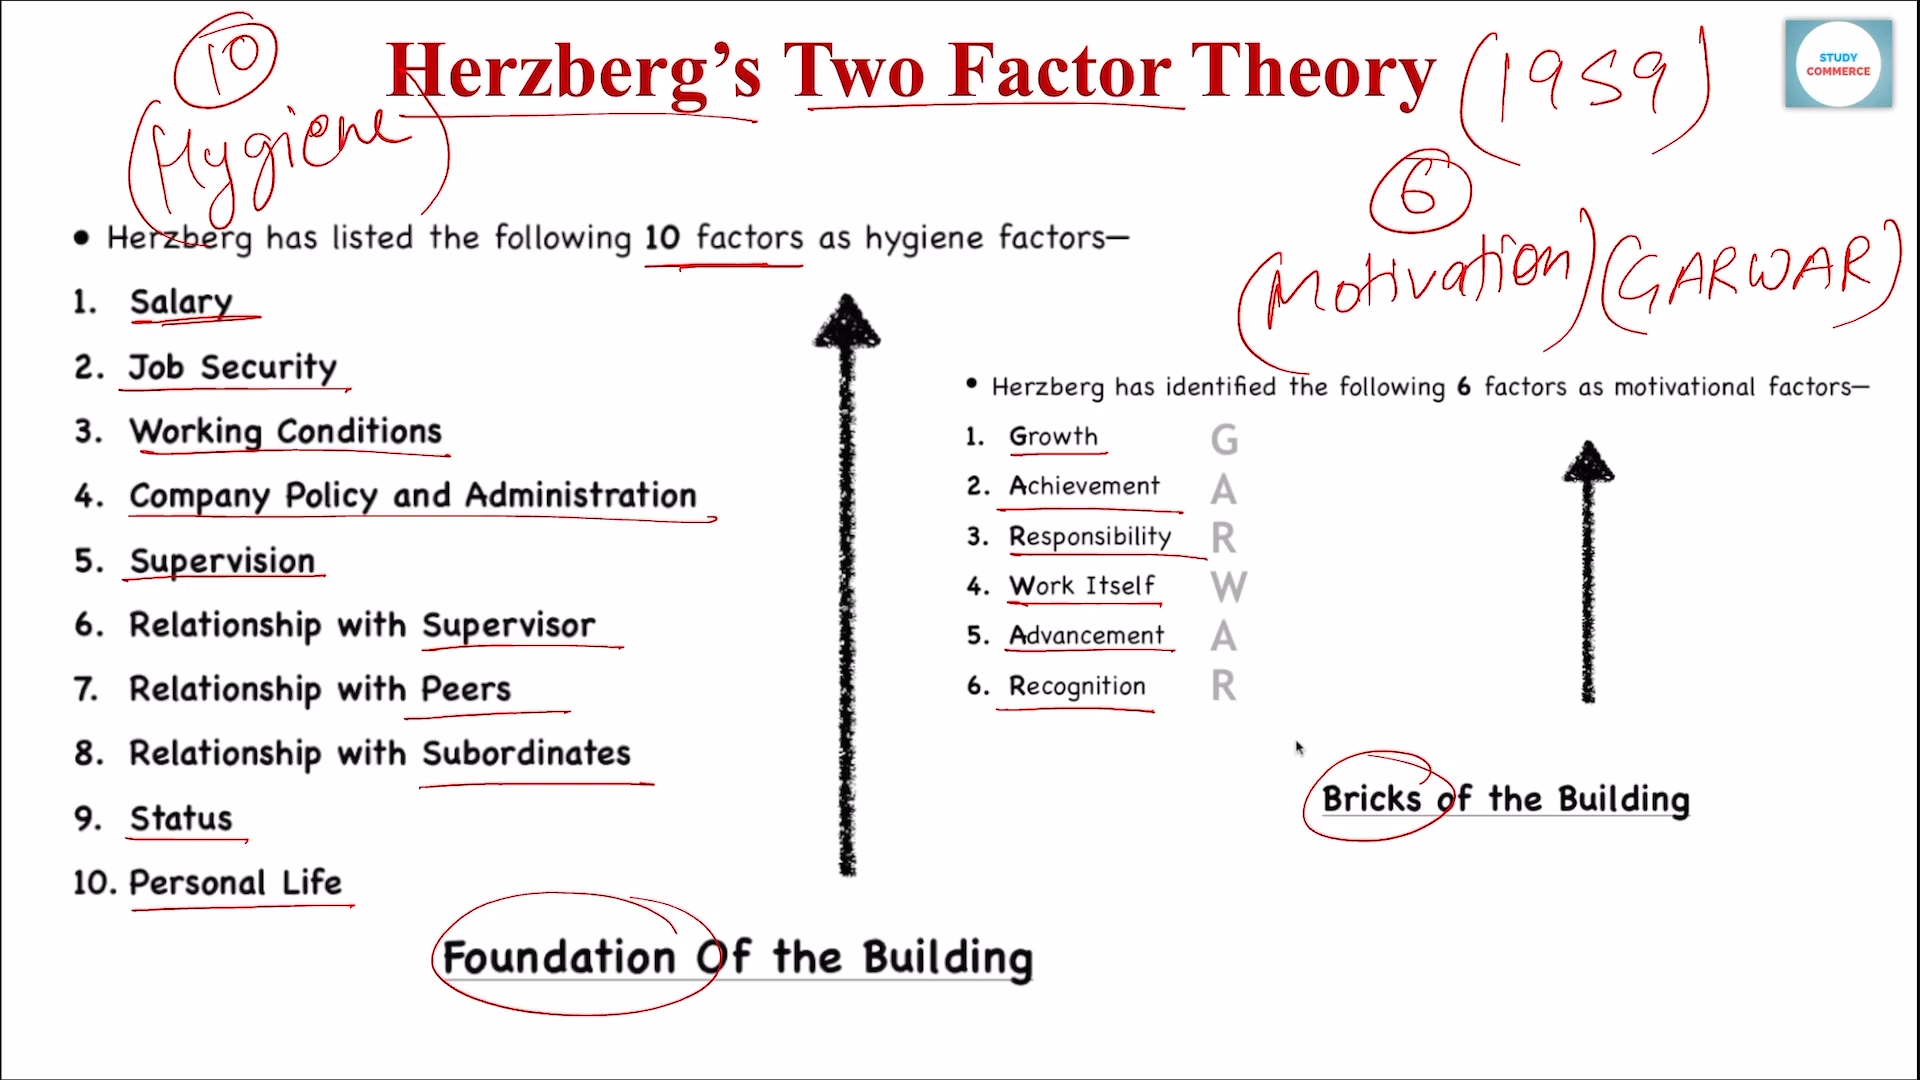 Herzberg's Two Factor Theory (1959)
STUDY
COMMERCE
10
(Hygiene)
• Herzberg has listed the following 10 factors as hygiene factors—
1. Salary
2. Job Security
3. Working Conditions
4. Company Policy and Administration
5. Supervision
6. Relationship with Supervisor
7. Relationship with Peers
8. Relationship with Subordinates
9. Status
10. Personal Life
Foundation Of the Building
6
(Motivation) (GARWAR)
• Herzberg has identified the following 6 factors as motivational factors—
1. Growth G
2. Achievement A
3. Responsibility R
4. Work Itself W
5. Advancement A
6. Recognition R
Bricks of the Building